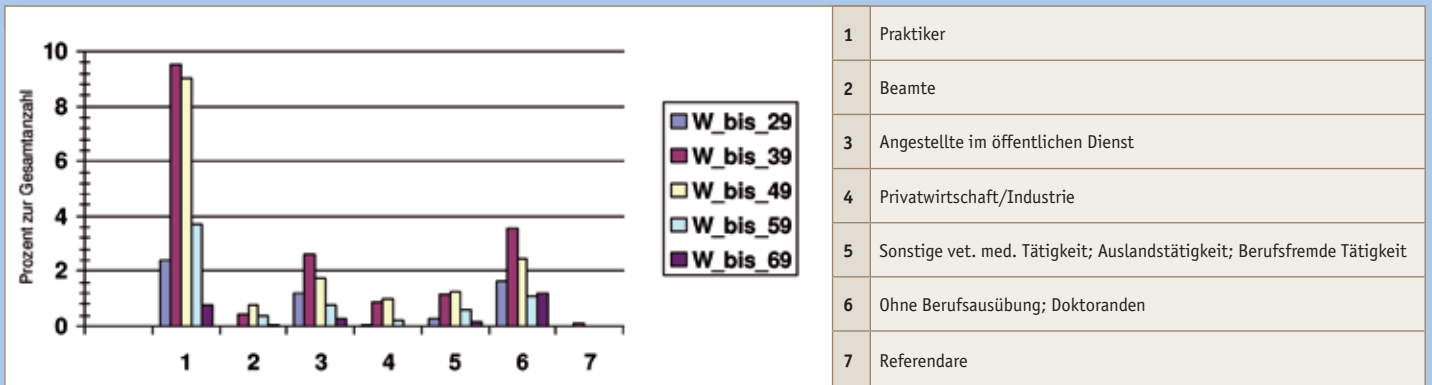 Prozent zur Gesamtanzahl
10
8
6
4
2
0
1 2 3 4 5 6 7
W_bis_29
W_bis_39
W_bis_49
W_bis_59
W_bis_69
1 Praktiker
2 Beamte
3 Angestellte im öffentlichen Dienst
4 Privatwirtschaft/Industrie
5 Sonstige vet. med. Tätigkeit; Auslandstätigkeit; Berufsfremde Tätigkeit
6 Ohne Berufsausübung; Doktoranden
7 Referendare